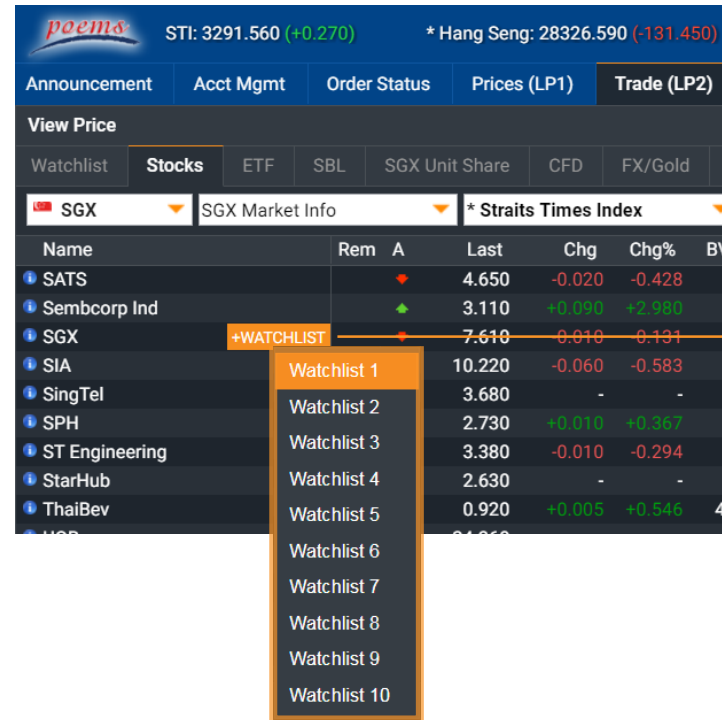 poems STI: 3291.560 (+0.270) * Hang Seng: 28326.590 (-131.450)
Announcement Acct Mgmt Order Status Prices (LP1) Trade (LP2)
View Price
Watchlist Stocks ETF SBL SGX Unit Share CFD FX/Gold
SGX SGX Market Info * Straits Times Index
Name Rem A Last Chg Chg%
SATS 4.650 -0.020 -0.428
Sembcorp Ind 3.110 +0.090 +2.980
SGX +WATCHLIST 7.610 -0.010 -0.131
SIA 10.220 -0.060 -0.583
SingTel 3.680 - -
SPH 2.730 +0.010 +0.367
ST Engineering 3.380 -0.010 -0.294
StarHub 2.630 - -
ThaiBev 0.920 +0.005 +0.546 4
Watchlist 1
Watchlist 2
Watchlist 3
Watchlist 4
Watchlist 5
Watchlist 6
Watchlist 7
Watchlist 8
Watchlist 9
Watchlist 10